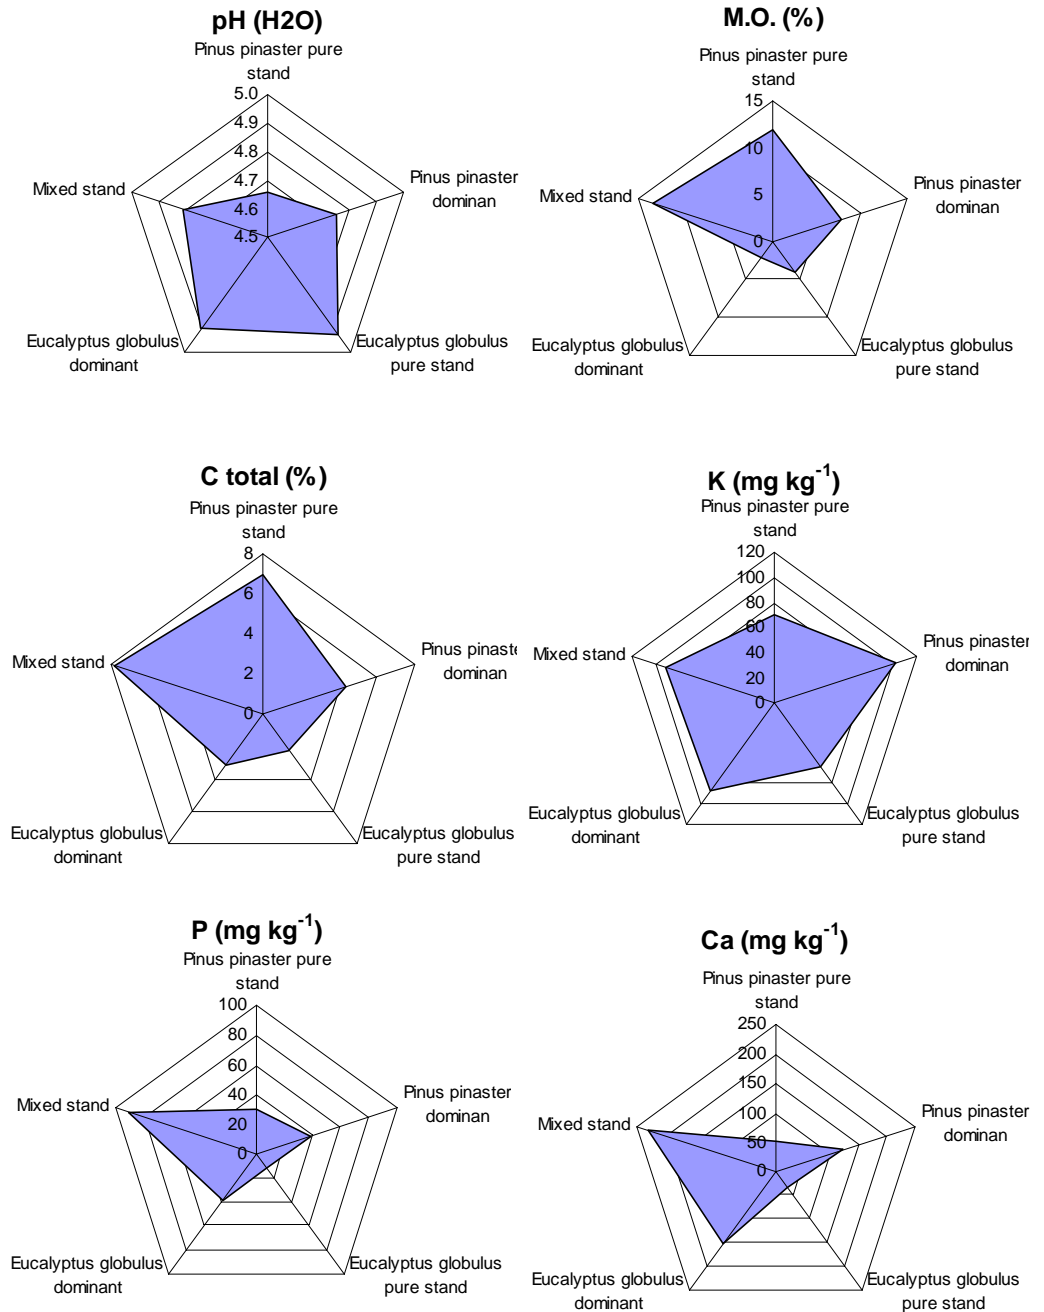 pH (H2O)
Pinus pinaster pure
stand
5.0
4.9
4.8
4.7
4.6
4.5
Pinus pinaster
dominan
Mixed stand
Eucalyptus globulus
dominant
Eucalyptus globulus
pure stand
M.O. (%)
Pinus pinaster pure
stand
15
10
5
0
Pinus pinaster
dominan
Mixed stand
Eucalyptus globulus
dominant
Eucalyptus globulus
pure stand
C total (%)
Pinus pinaster pure
stand
8
6
4
2
0
Pinus pinaste
dominan
Mixed stand
Eucalyptus globulus
dominant
Eucalyptus globulus
pure stand
K (mg kg⁻¹)
Pinus pinaster pure
stand
120
100
80
60
40
20
0
Pinus pinaster
dominan
Mixed stand
Eucalyptus globulus
dominant
Eucalyptus globulus
pure stand
P (mg kg⁻¹)
Pinus pinaster pure
stand
100
80
60
40
20
0
Pinus pinaster
dominan
Mixed stand
Eucalyptus globulus
dominant
Eucalyptus globulus
pure stand
Ca (mg kg⁻¹)
Pinus pinaster pure
stand
250
200
150
100
50
0
Pinus pinaster
dominan
Mixed stand
Eucalyptus globulus
dominant
Eucalyptus globulus
pure stand